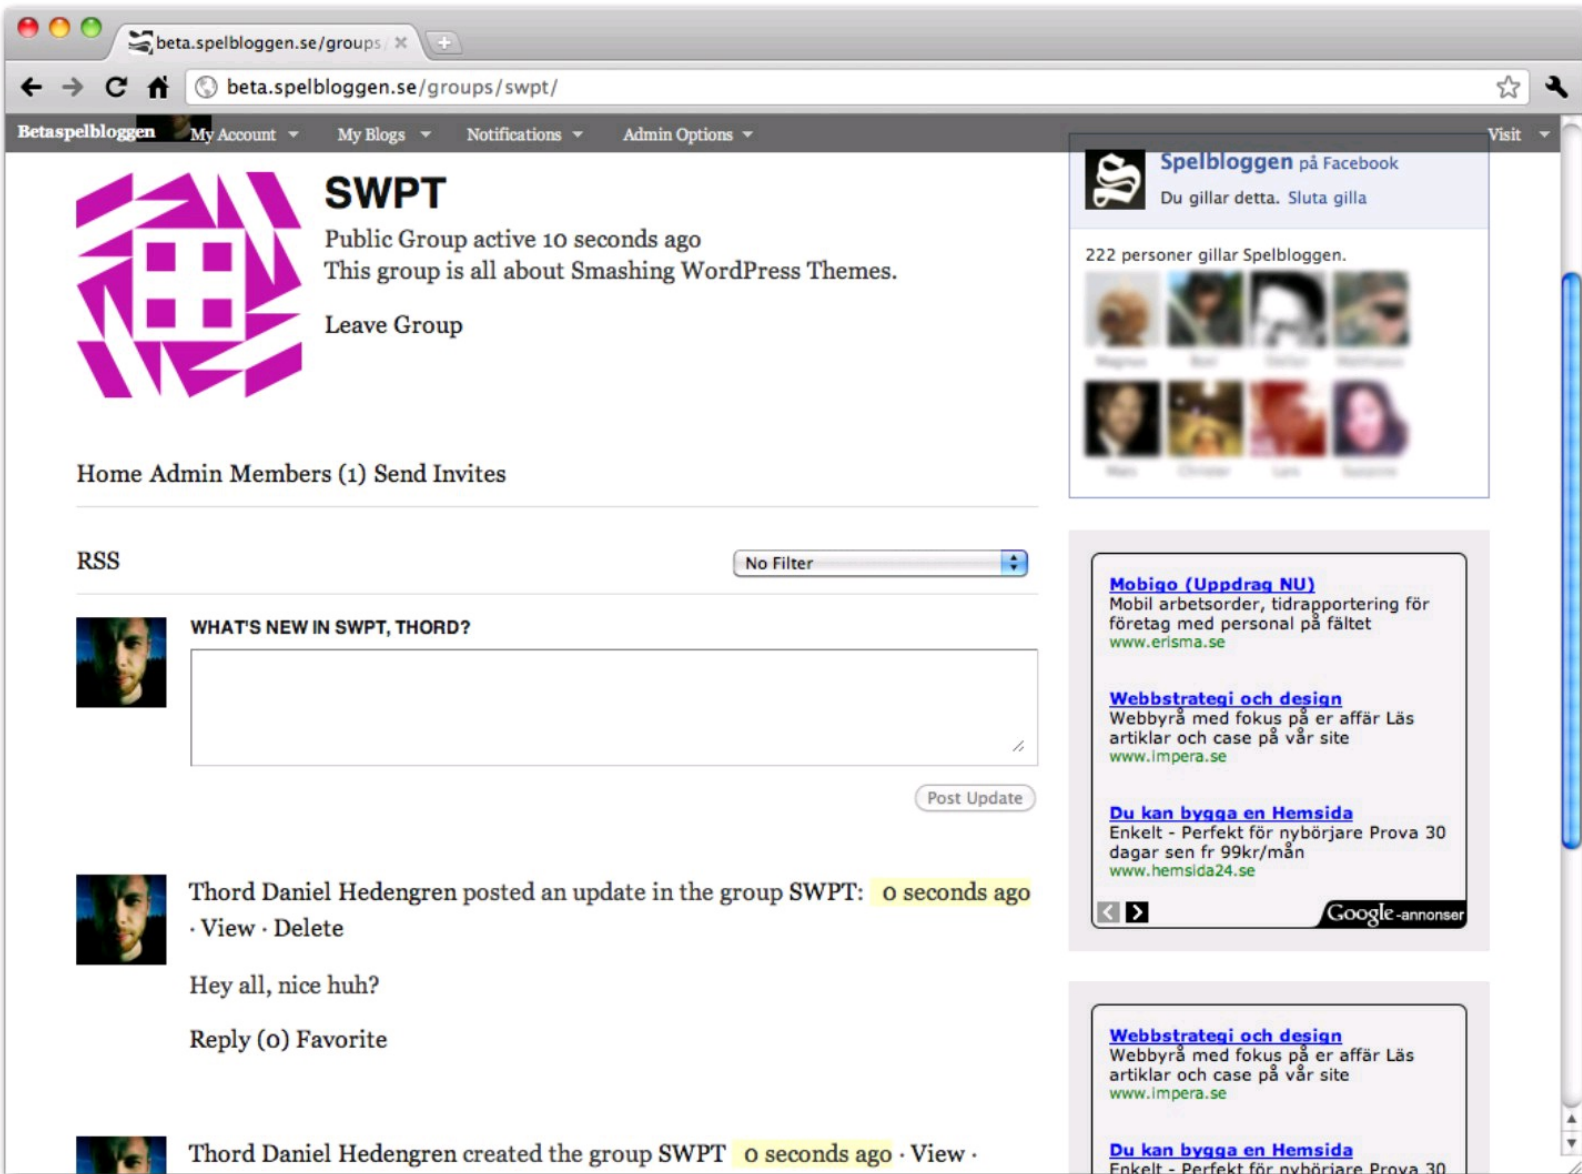 beta.spelbloggen.se/groups/
beta.spelbloggen.se/groups/swpt/
Betaspelbloggen My Account My Blogs Notifications Admin Options Visit
SWPT
Public Group active 10 seconds ago
This group is all about Smashing WordPress Themes.
Leave Group
Home Admin Members (1) Send Invites
RSS No Filter
WHAT'S NEW IN SWPT, THORD?
Post Update
Thord Daniel Hedengren posted an update in the group SWPT: 0 seconds ago
· View · Delete
Hey all, nice huh?
Reply (0) Favorite
Thord Daniel Hedengren created the group SWPT 0 seconds ago · View ·
Spelbloggen på Facebook
Du gillar detta. Sluta gilla
222 personer gillar Spelbloggen.
Mobigo (Uppdrag NU)
Mobil arbetsorder, tidrapportering för
företag med personal på fältet
www.erisma.se
Webbstrategi och design
Webbyrå med fokus på er affär Läs
artiklar och case på vår site
www.impera.se
Du kan bygga en Hemsida
Enkelt - Perfekt för nybörjare Prova 30
dagar sen fr 99kr/mån
www.hemsida24.se
Google-annonser
Webbstrategi och design
Webbyrå med fokus på er affär Läs
artiklar och case på vår site
www.impera.se
Du kan bygga en Hemsida
Enkelt - Perfekt för nybörjare Prova 30